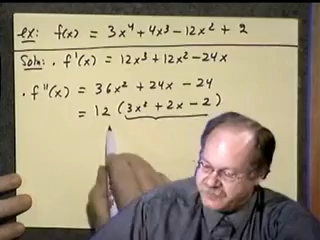 ex: f(x) = 3x⁴ + 4x³ - 12x² + 2
Soln: . f'(x) = 12x³ + 12x² - 24x
. f''(x) = 36x² + 24x - 24
= 12 (3x² + 2x - 2)